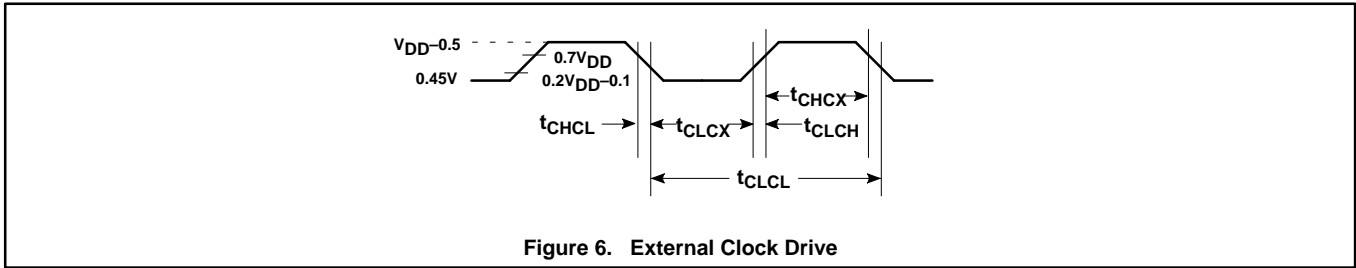 VDD–0.5
0.7VDD
0.45V
0.2VDD–0.1
tCHCX
tCHCL
tCLCX
tCLCH
tCLCL
Figure 6. External Clock Drive